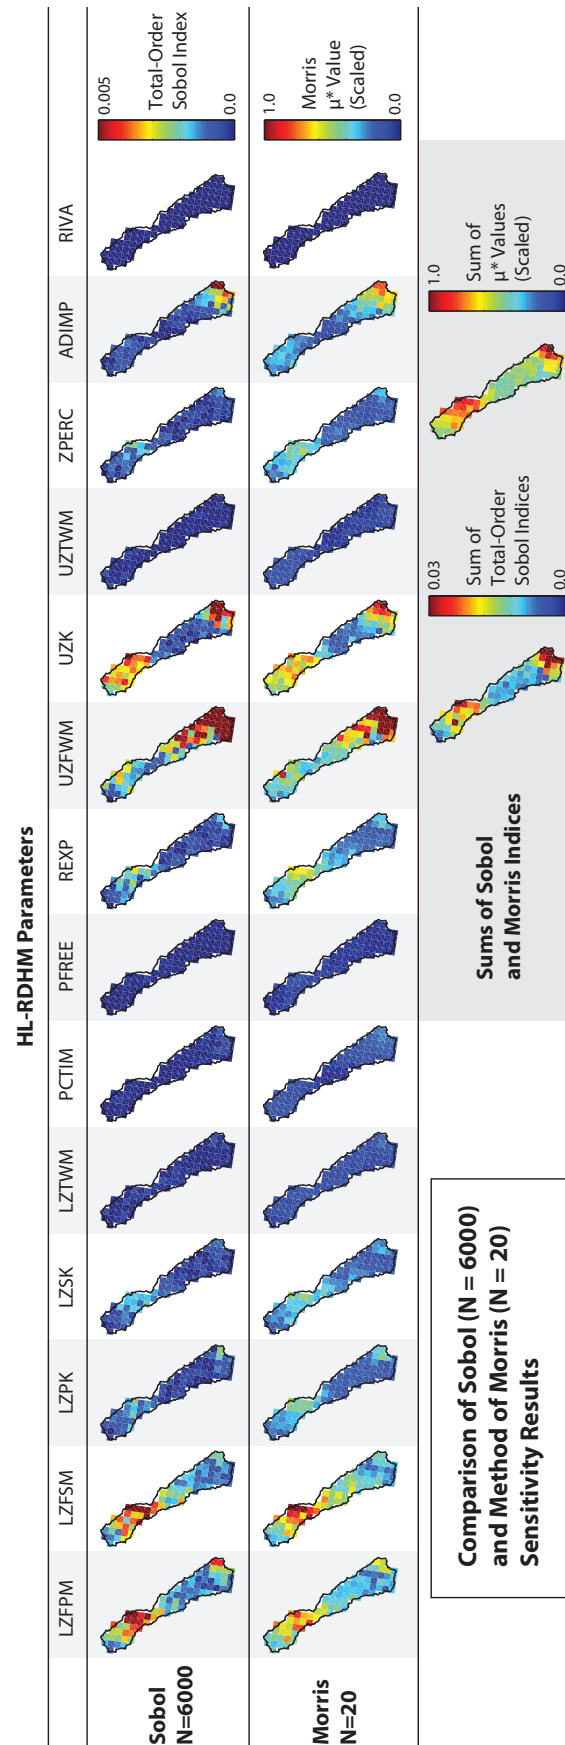 HL-RDHM Parameters
LZFPM LZFSM LZPK LZSK LZTWM PCTIM PFREE REXP UZFWM UZK UZTWM ZPERC ADIMP RIVA
Sobol
N=6000
0.005
Total-Order
Sobol Index
0.0
Morris
N=20
1.0
Morris
μ* Value
(Scaled)
0.0
Comparison of Sobol (N = 6000)
and Method of Morris (N = 20)
Sensitivity Results
Sums of Sobol
and Morris Indices
0.03
Sum of
Total-Order
Sobol Indices
0.0
1.0
Sum of
μ* Values
(Scaled)
0.0